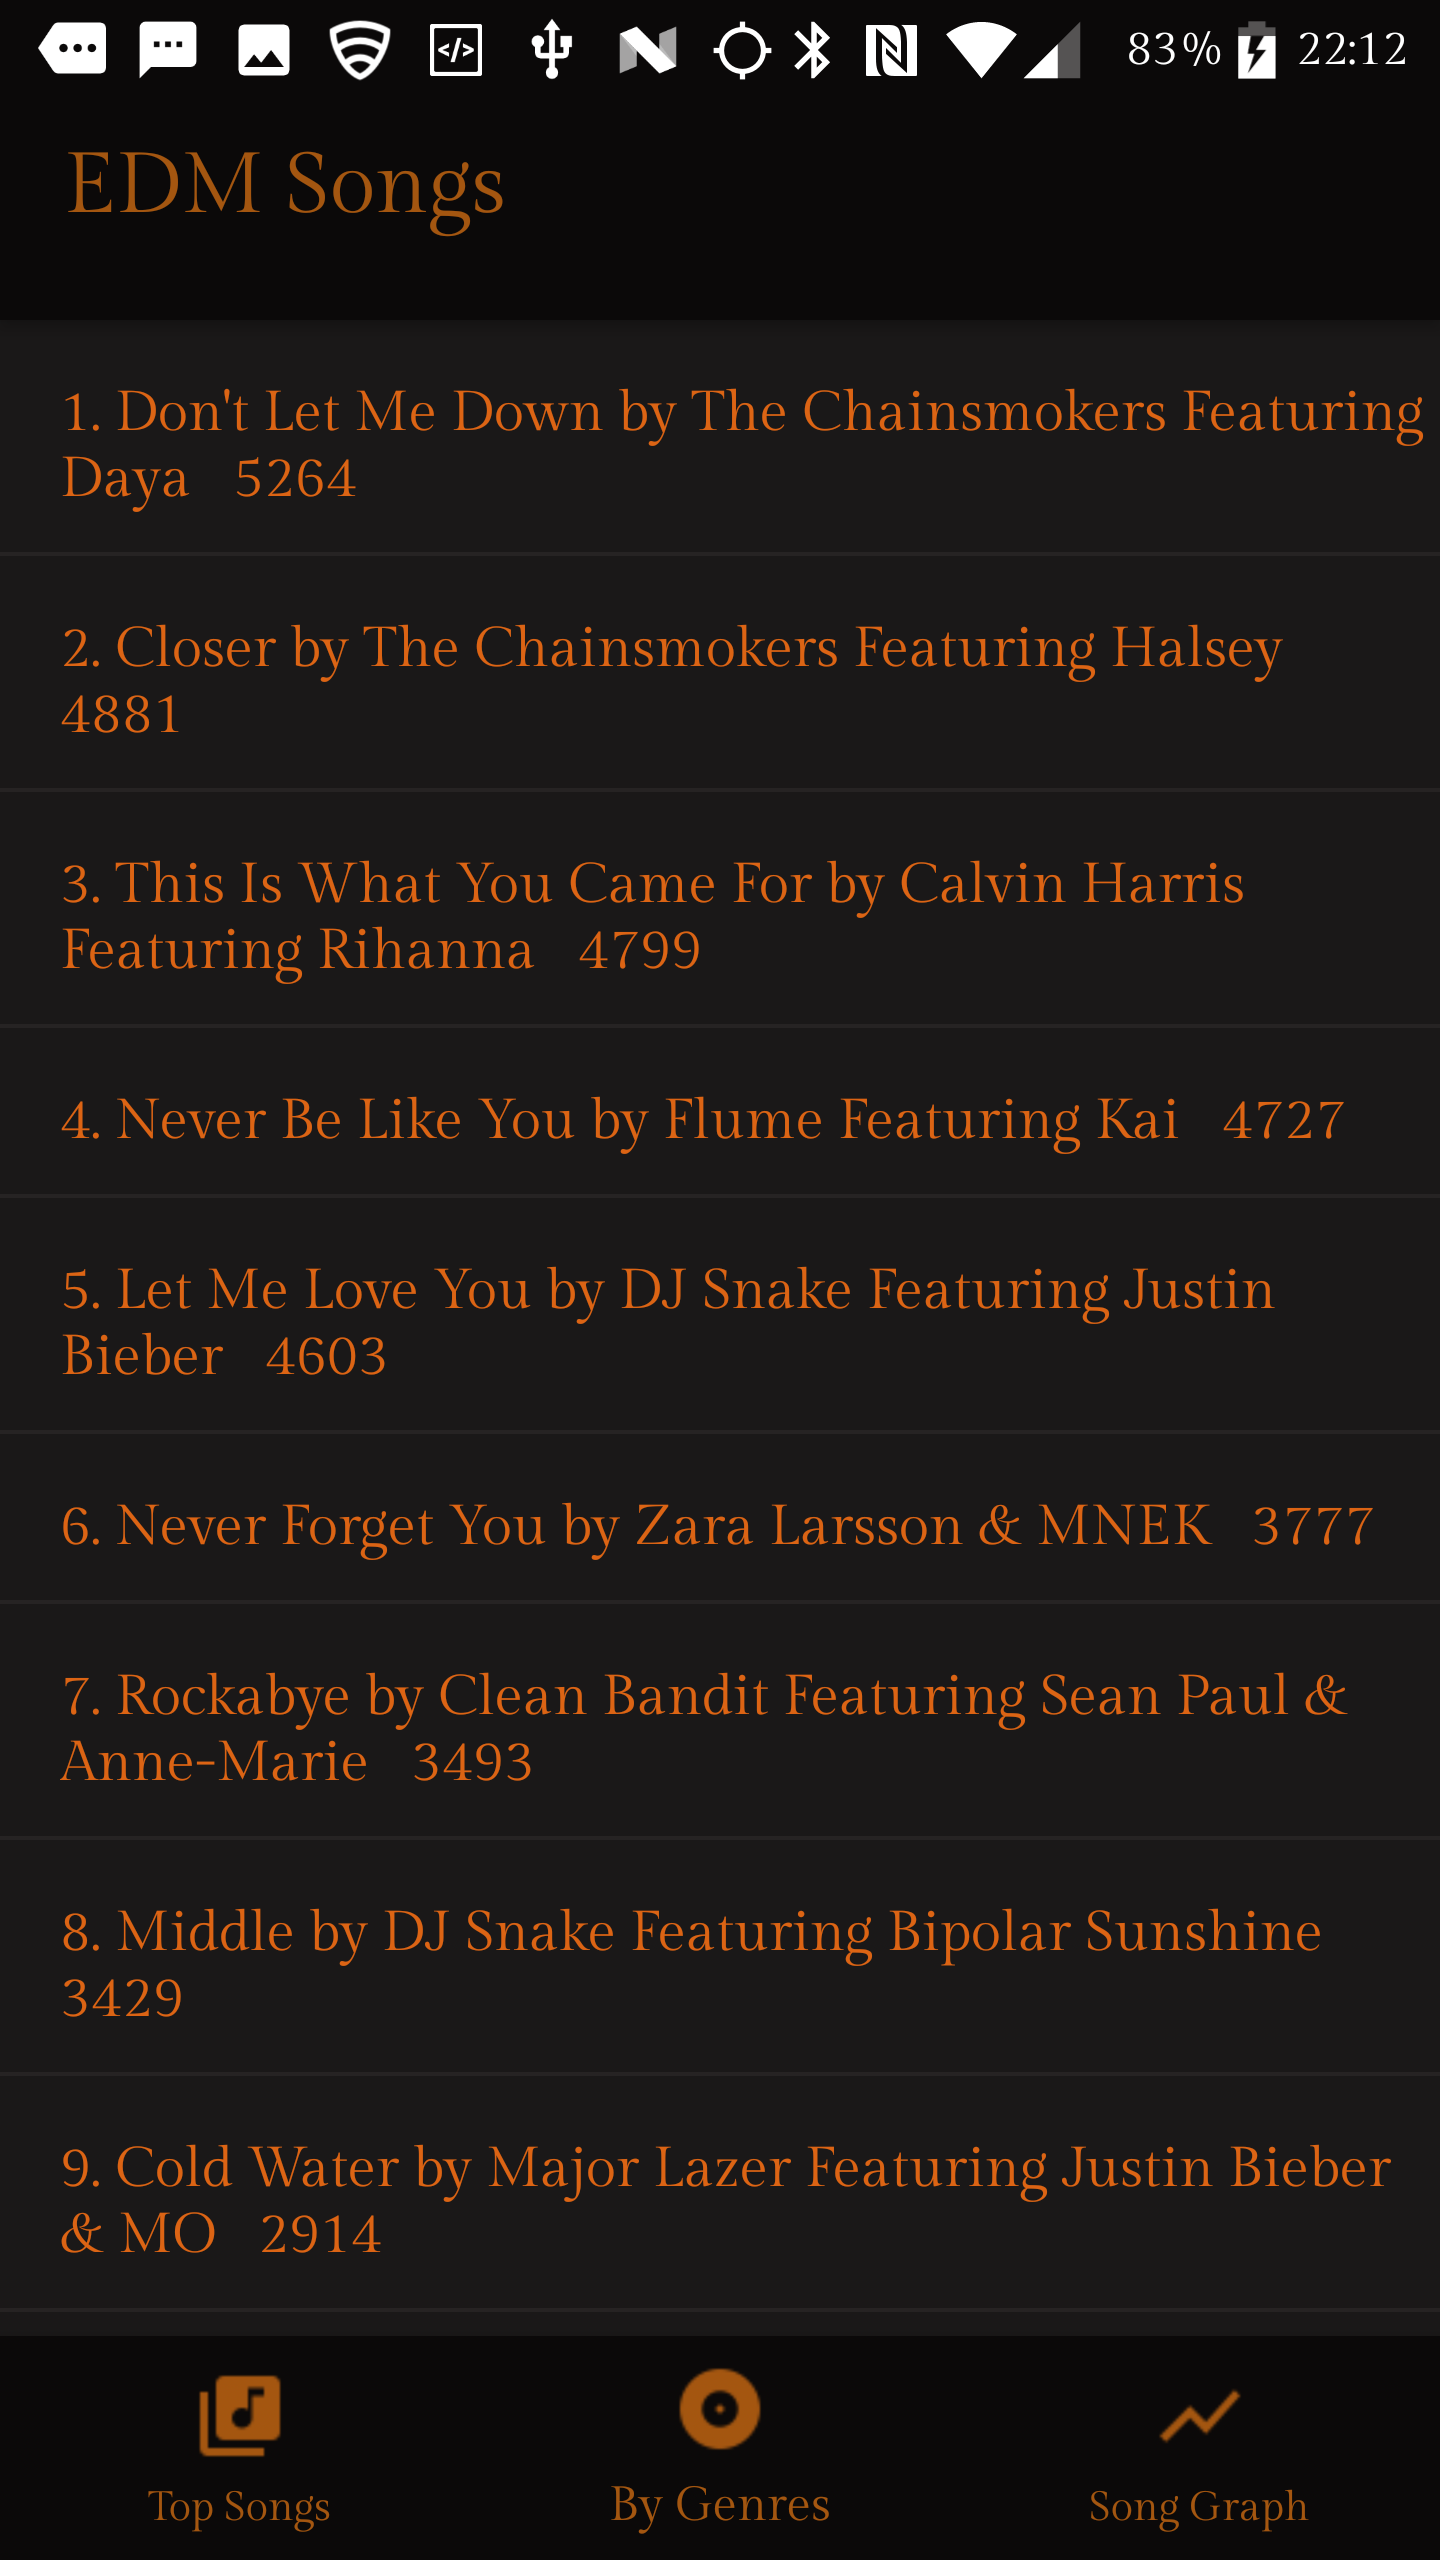 83% 22:12
EDM Songs
1. Don't Let Me Down by The Chainsmokers Featuring
Daya 5264
2. Closer by The Chainsmokers Featuring Halsey
4881
3. This Is What You Came For by Calvin Harris
Featuring Rihanna 4799
4. Never Be Like You by Flume Featuring Kai 4727
5. Let Me Love You by DJ Snake Featuring Justin
Bieber 4603
6. Never Forget You by Zara Larsson & MNEK 3777
7. Rockabye by Clean Bandit Featuring Sean Paul &
Anne-Marie 3493
8. Middle by DJ Snake Featuring Bipolar Sunshine
3429
9. Cold Water by Major Lazer Featuring Justin Bieber
& MO 2914
Top Songs By Genres Song Graph